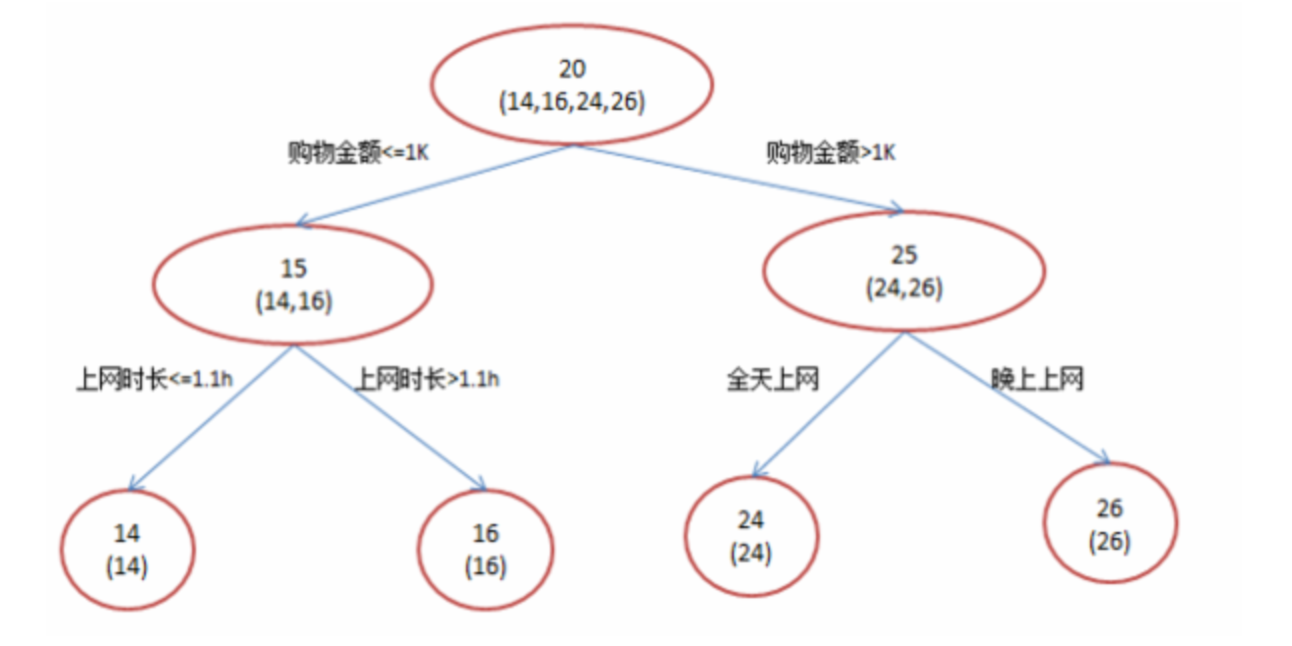 20
(14,16,24,26)
购物金额<=1K
购物金额>1K
15
(14,16)
25
(24,26)
上网时长<=1.1h
上网时长>1.1h
全天上网
晚上上网
14
(14)
16
(16)
24
(24)
26
(26)